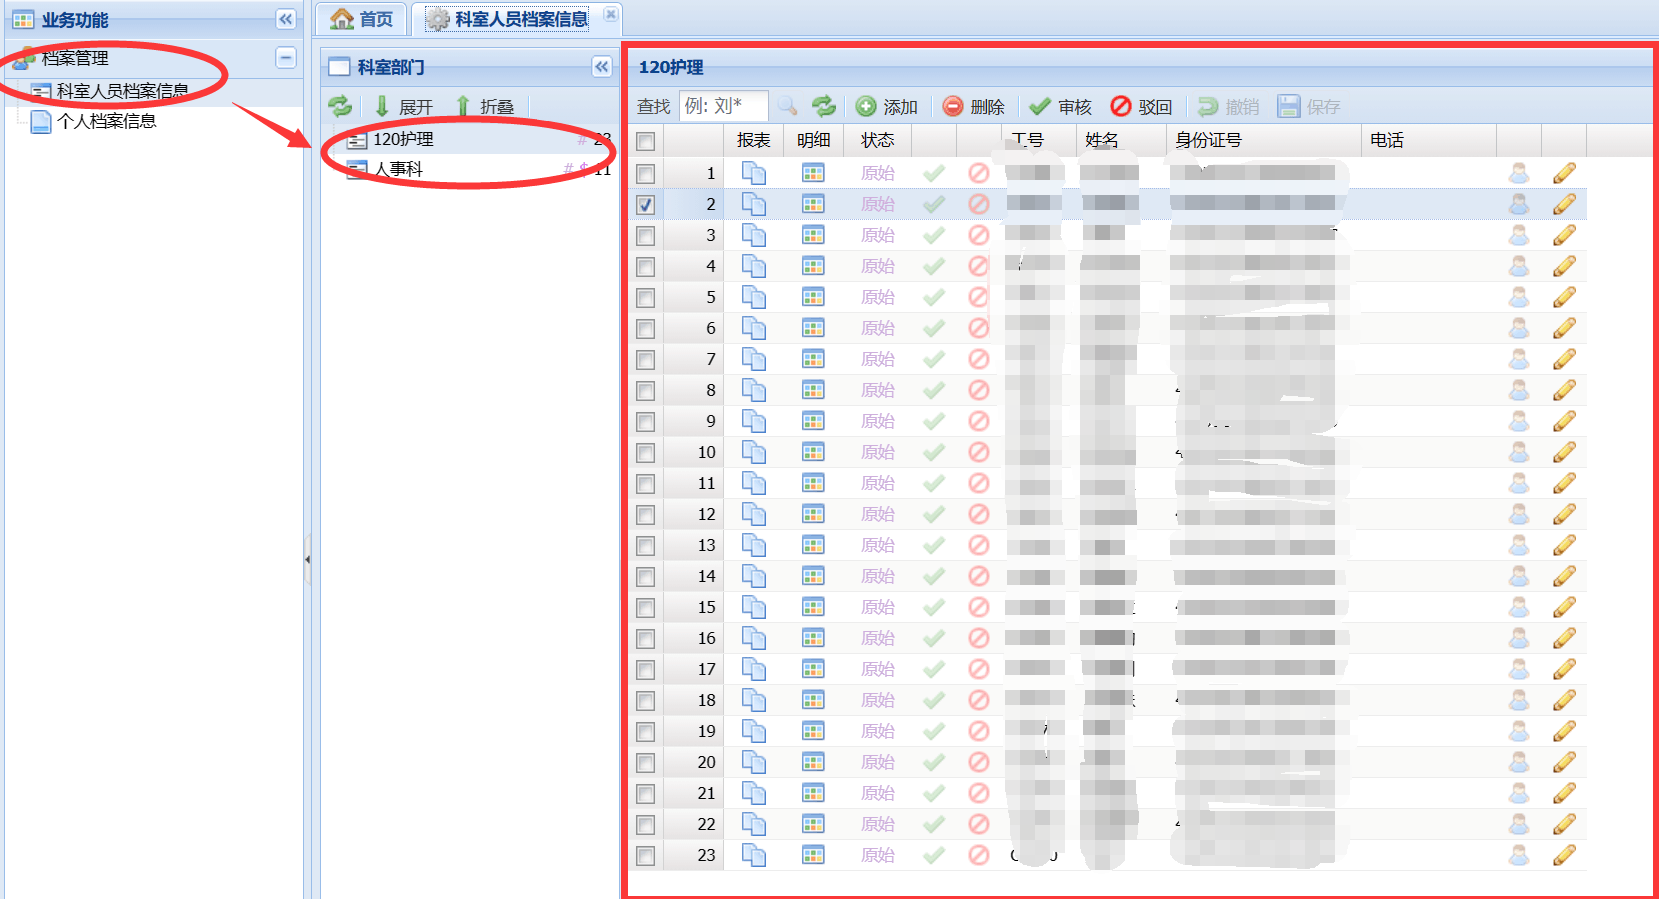 业务功能
档案管理
科室人员档案信息
个人档案信息
首页
科室人员档案信息
科室部门
展开
折叠
120护理
# 23
人事科
# $ 11
120护理
查找
例: 刘*
添加
删除
审核
驳回
撤销
保存
报表
明细
状态
工号
姓名
身份证号
电话
1 原始
2 原始
3 原始
4 原始
5 原始
6 原始
7 原始
8 原始
9 原始
10 原始
11 原始
12 原始
13 原始
14 原始
15 原始
16 原始
17 原始
18 原始
19 原始
20 原始
21 原始
22 原始
23 原始